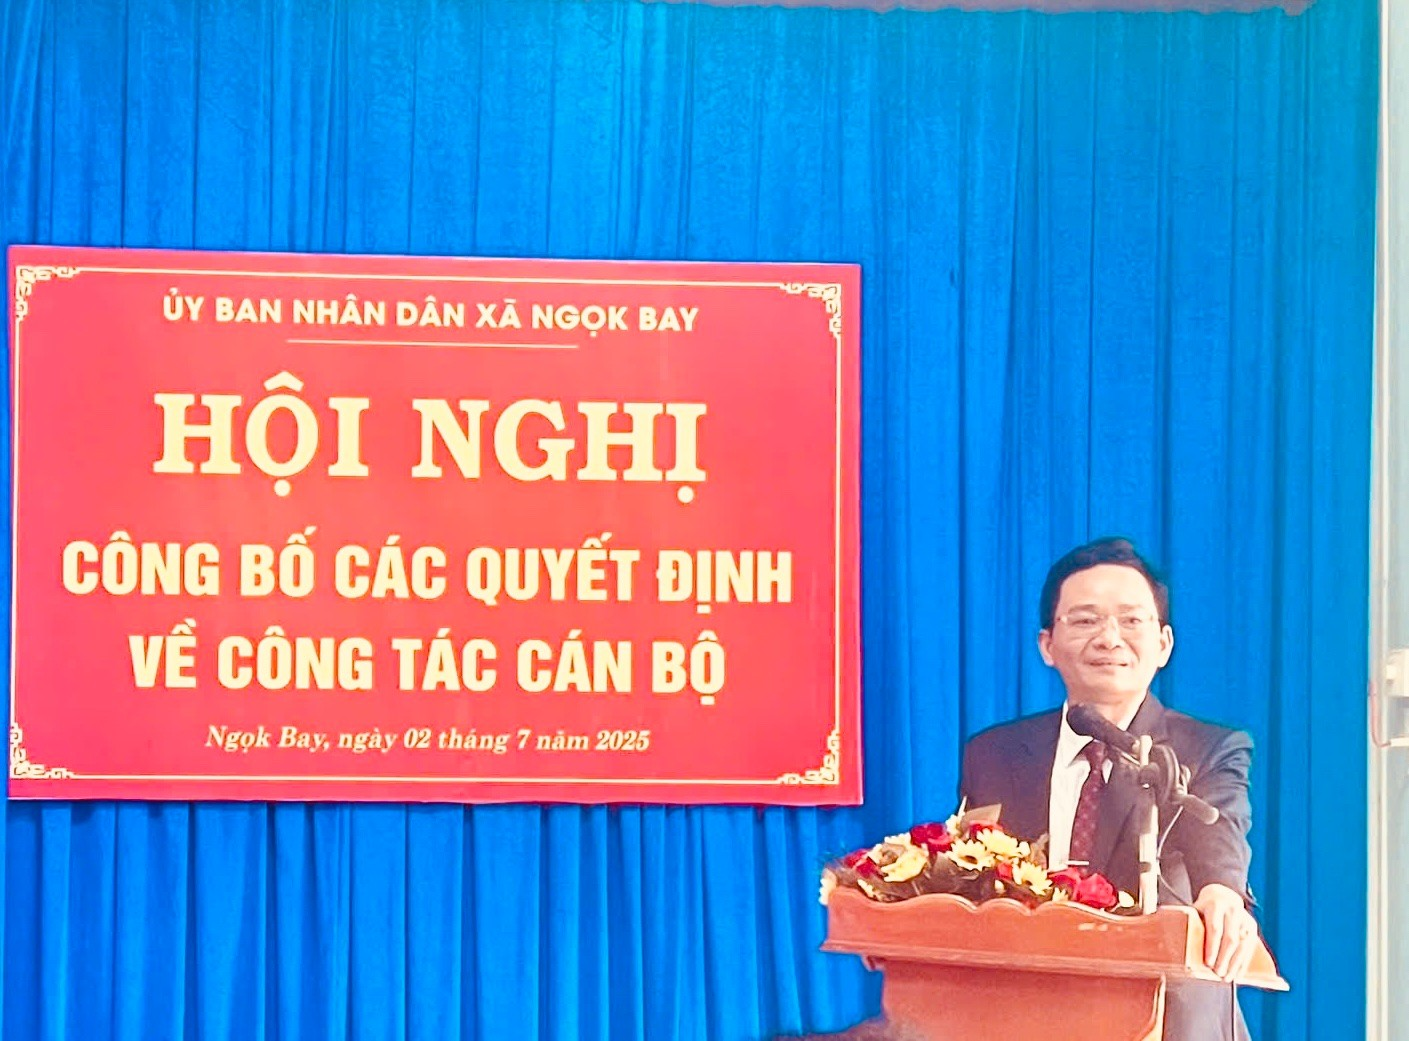 ỦY BAN NHÂN DÂN XÃ NGỌK BAY
HỘI NGHỊ
CÔNG BỐ CÁC QUYẾT ĐỊNH
VỀ CÔNG TÁC CÁN BỘ
Ngọk Bay, ngày 02 tháng 7 năm 2025